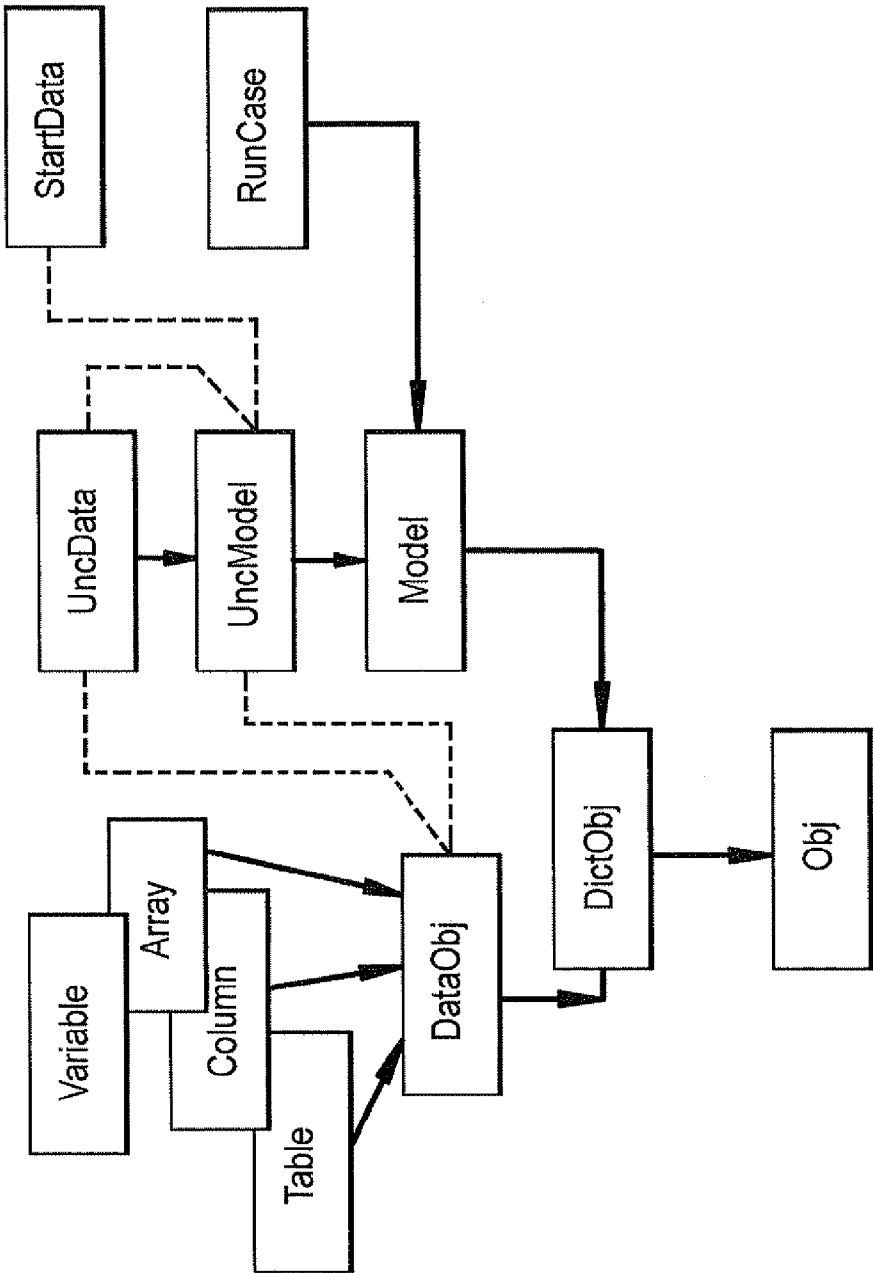 Variable
Array
Column
Table
DataObj
UncData
UncModel
Model
DictObj
Obj
StartData
RunCase